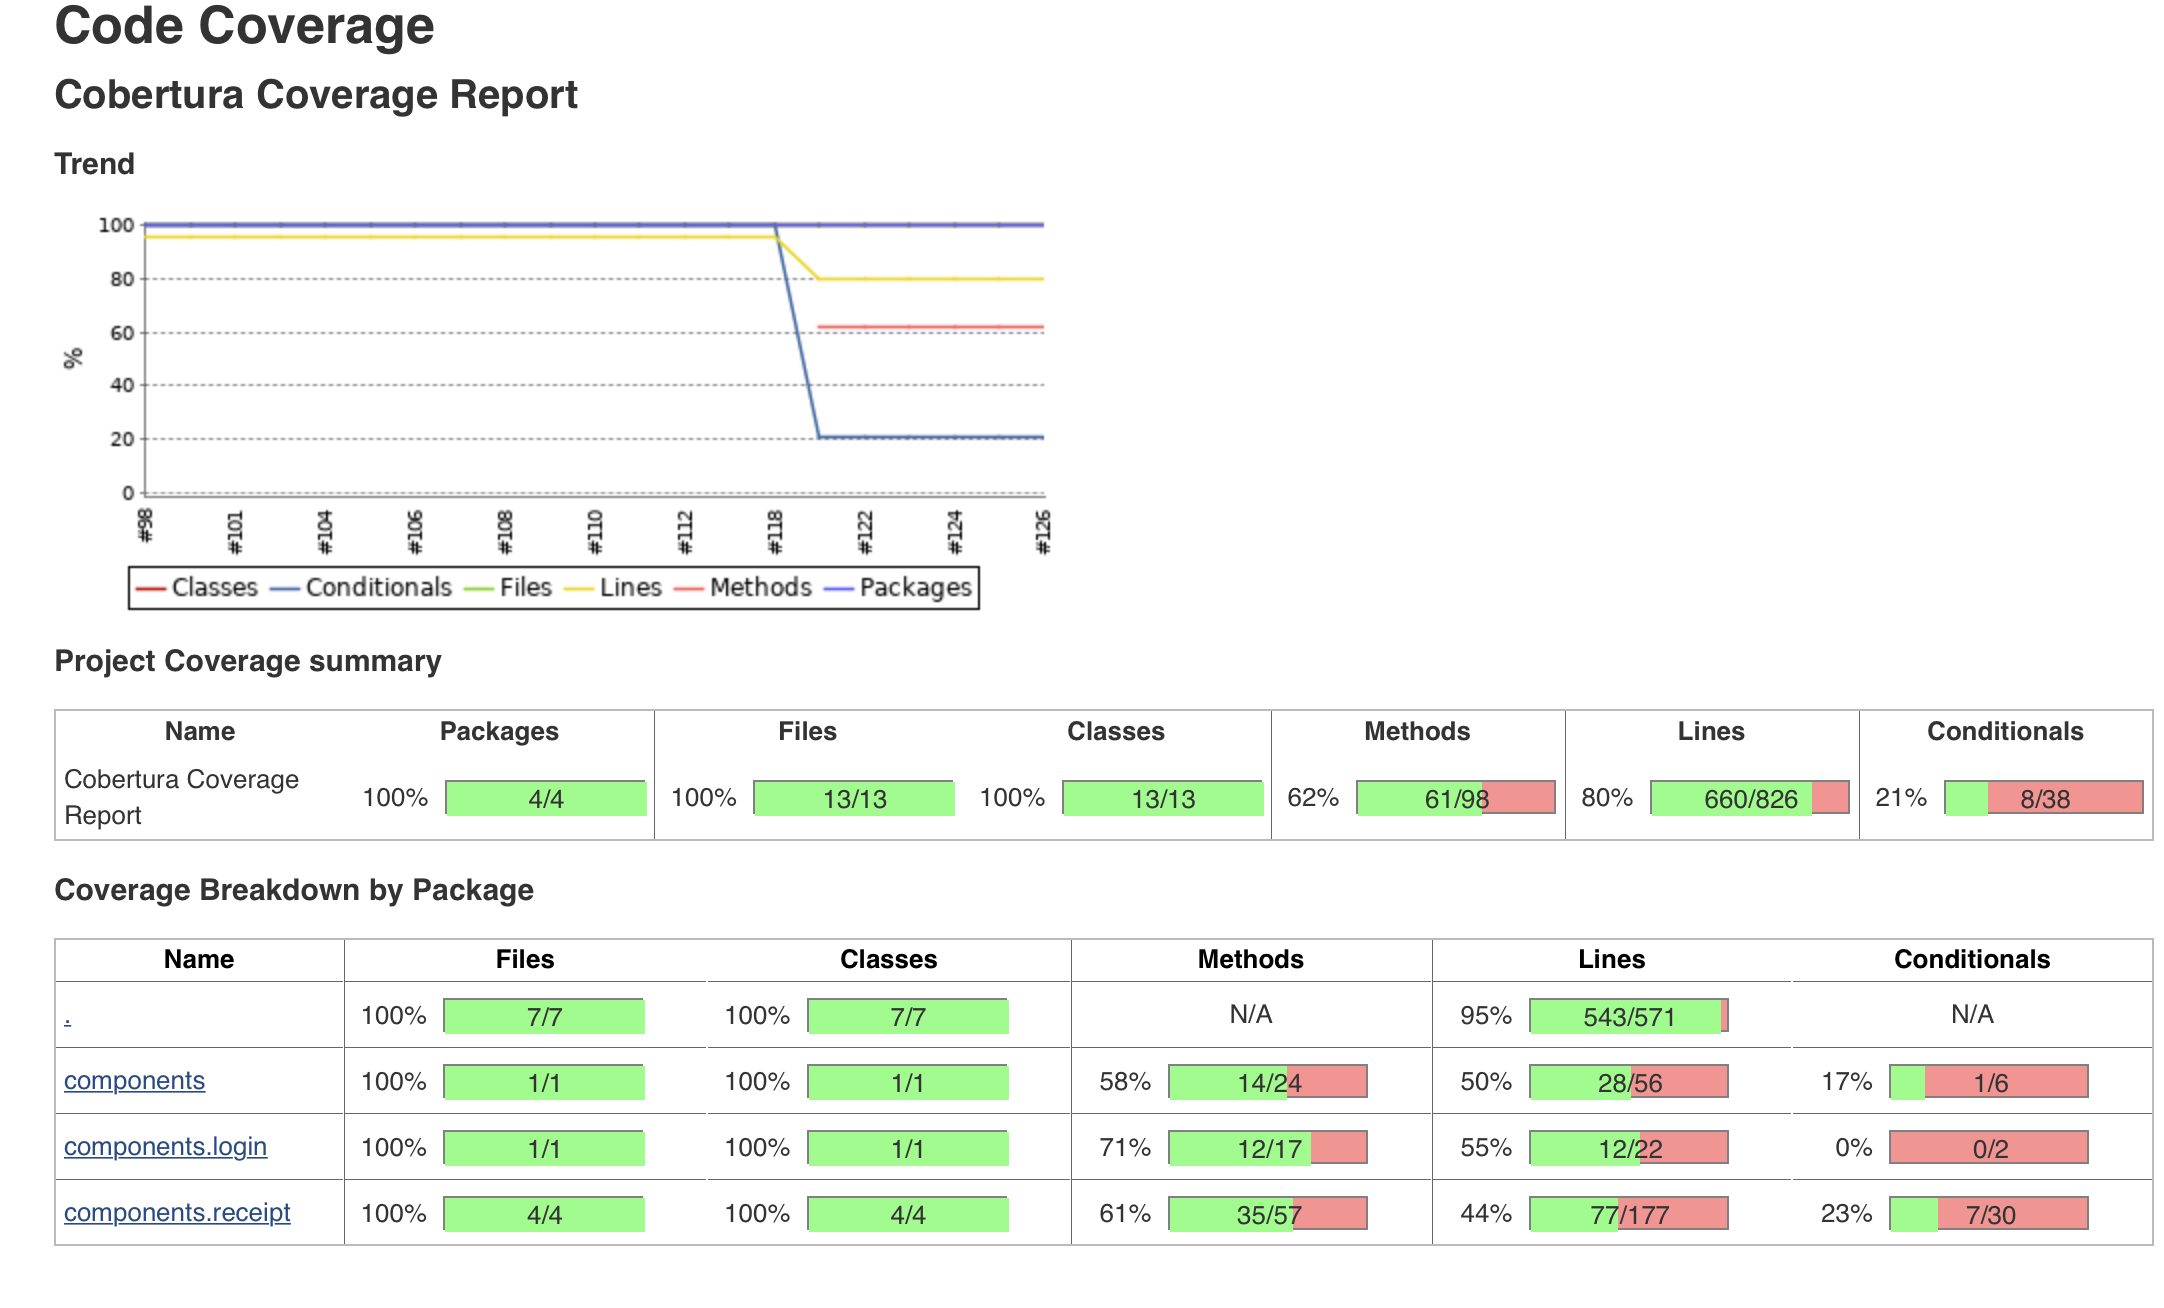 Code Coverage
Cobertura Coverage Report
Trend
100
80
60
40
20
0
%
#98 #101 #104 #106 #108 #110 #112 #118 #122 #124 #126
Classes Conditionals Files Lines Methods Packages
Project Coverage summary
Name Packages Files Classes Methods Lines Conditionals
Cobertura Coverage Report 100% 4/4 100% 13/13 100% 13/13 62% 61/98 80% 660/826 21% 8/38
Coverage Breakdown by Package
Name Files Classes Methods Lines Conditionals
. 100% 7/7 100% 7/7 N/A 95% 543/571 N/A
components 100% 1/1 100% 1/1 58% 14/24 50% 28/56 17% 1/6
components.login 100% 1/1 100% 1/1 71% 12/17 55% 12/22 0% 0/2
components.receipt 100% 4/4 100% 4/4 61% 35/57 44% 77/177 23% 7/30